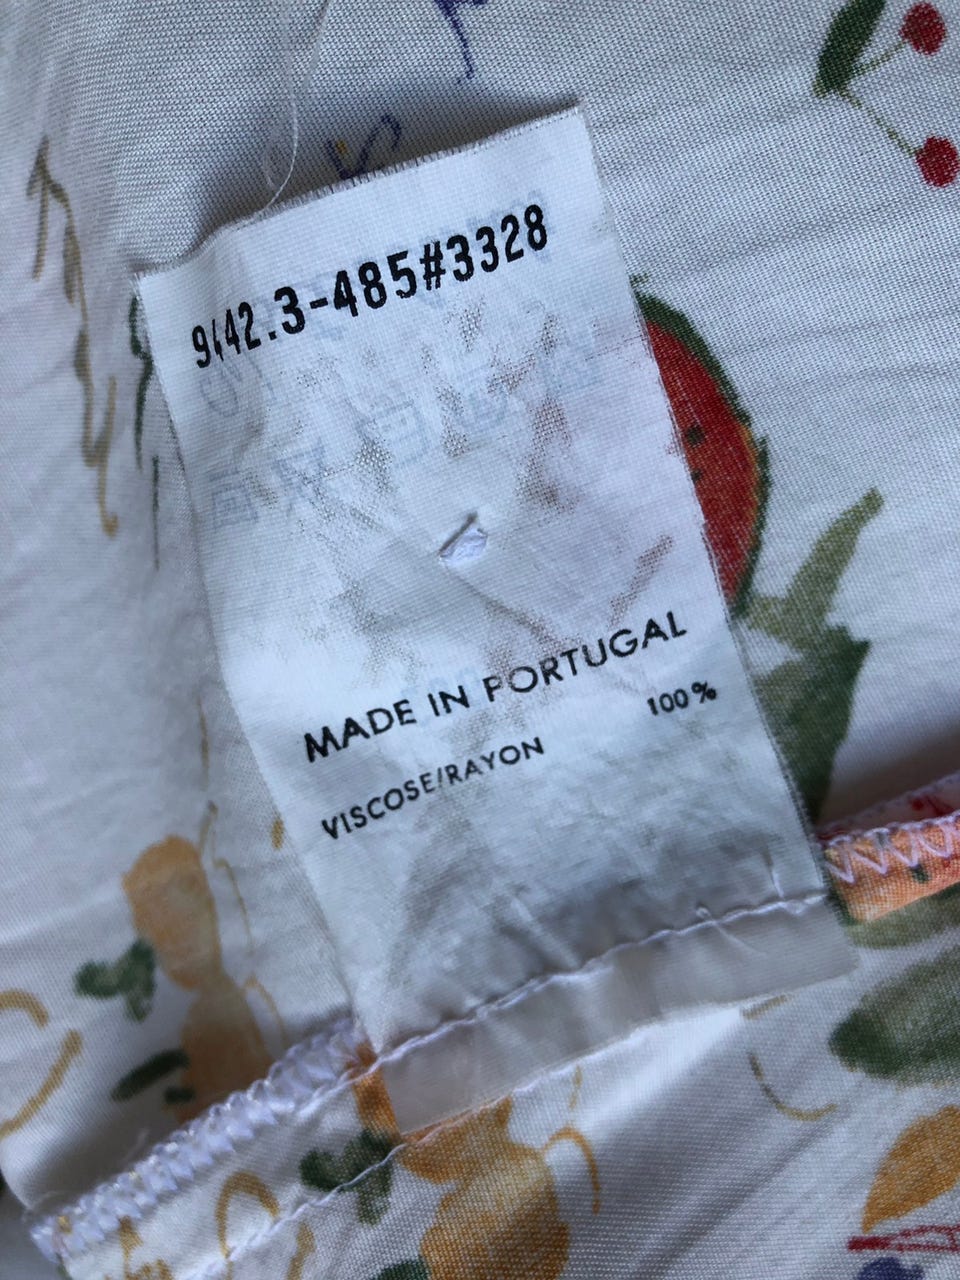 9442.3-485#3328
MADE IN PORTUGAL
VISCOSE/RAYON 100%